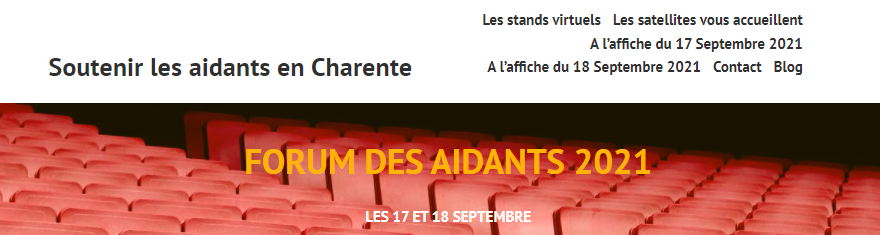 Les stands virtuels Les satellites vous accueillent
A l'affiche du 17 Septembre 2021
Soutenir les aidants en Charente
A l'affiche du 18 Septembre 2021 Contact Blog
FORUM DES AIDANTS 2021
LES 17 ET 18 SEPTEMBRE